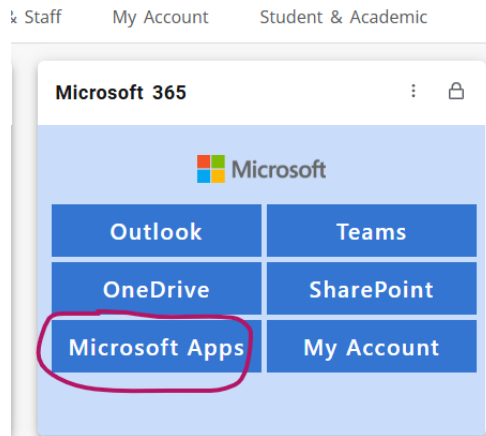 & Staff My Account Student & Academic
Microsoft 365
Microsoft
Outlook Teams
OneDrive SharePoint
Microsoft Apps My Account